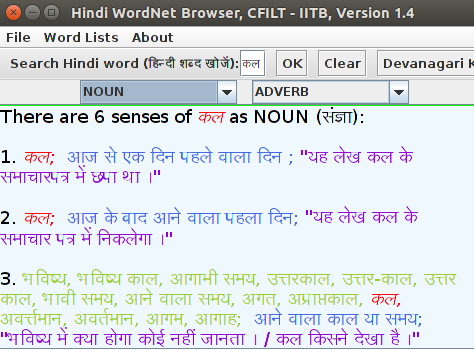 Hindi WordNet Browser, CFILT - IITB, Version 1.4
File Word Lists About
Search Hindi word (हिन्दी शब्द खोजें): कल OK Clear Devanagari K
NOUN ADVERB
There are 6 senses of कल as NOUN (संज्ञा):
1. कल; आज से एक दिन पहले वाला दिन ; "यह लेख कल के
समाचारपत्र में छपा था ।"
2. कल; आज के बाद आने वाला पहला दिन; "यह लेख कल के
समाचार पत्र में निकलेगा ।"
3. भविष्य, भविष्य काल, आगामी समय, उत्तरकाल, उत्तर-काल, उत्तर
काल, भावी समय, आने वाला समय, अगत, अप्राप्तकाल, कल,
अवर्त्तमान, अवर्तमान, आगम, आगाह; आने वाला काल या समय;
"भविष्य में क्या होगा कोई नहीं जानता । / कल किसने देखा है ।"